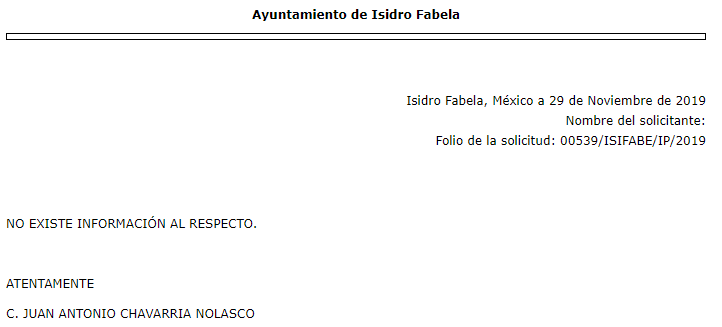 Ayuntamiento de Isidro Fabela
Isidro Fabela, México a 29 de Noviembre de 2019
Nombre del solicitante:
Folio de la solicitud: 00539/ISIFABE/IP/2019
NO EXISTE INFORMACIÓN AL RESPECTO.
ATENTAMENTE
C. JUAN ANTONIO CHAVARRIA NOLASCO